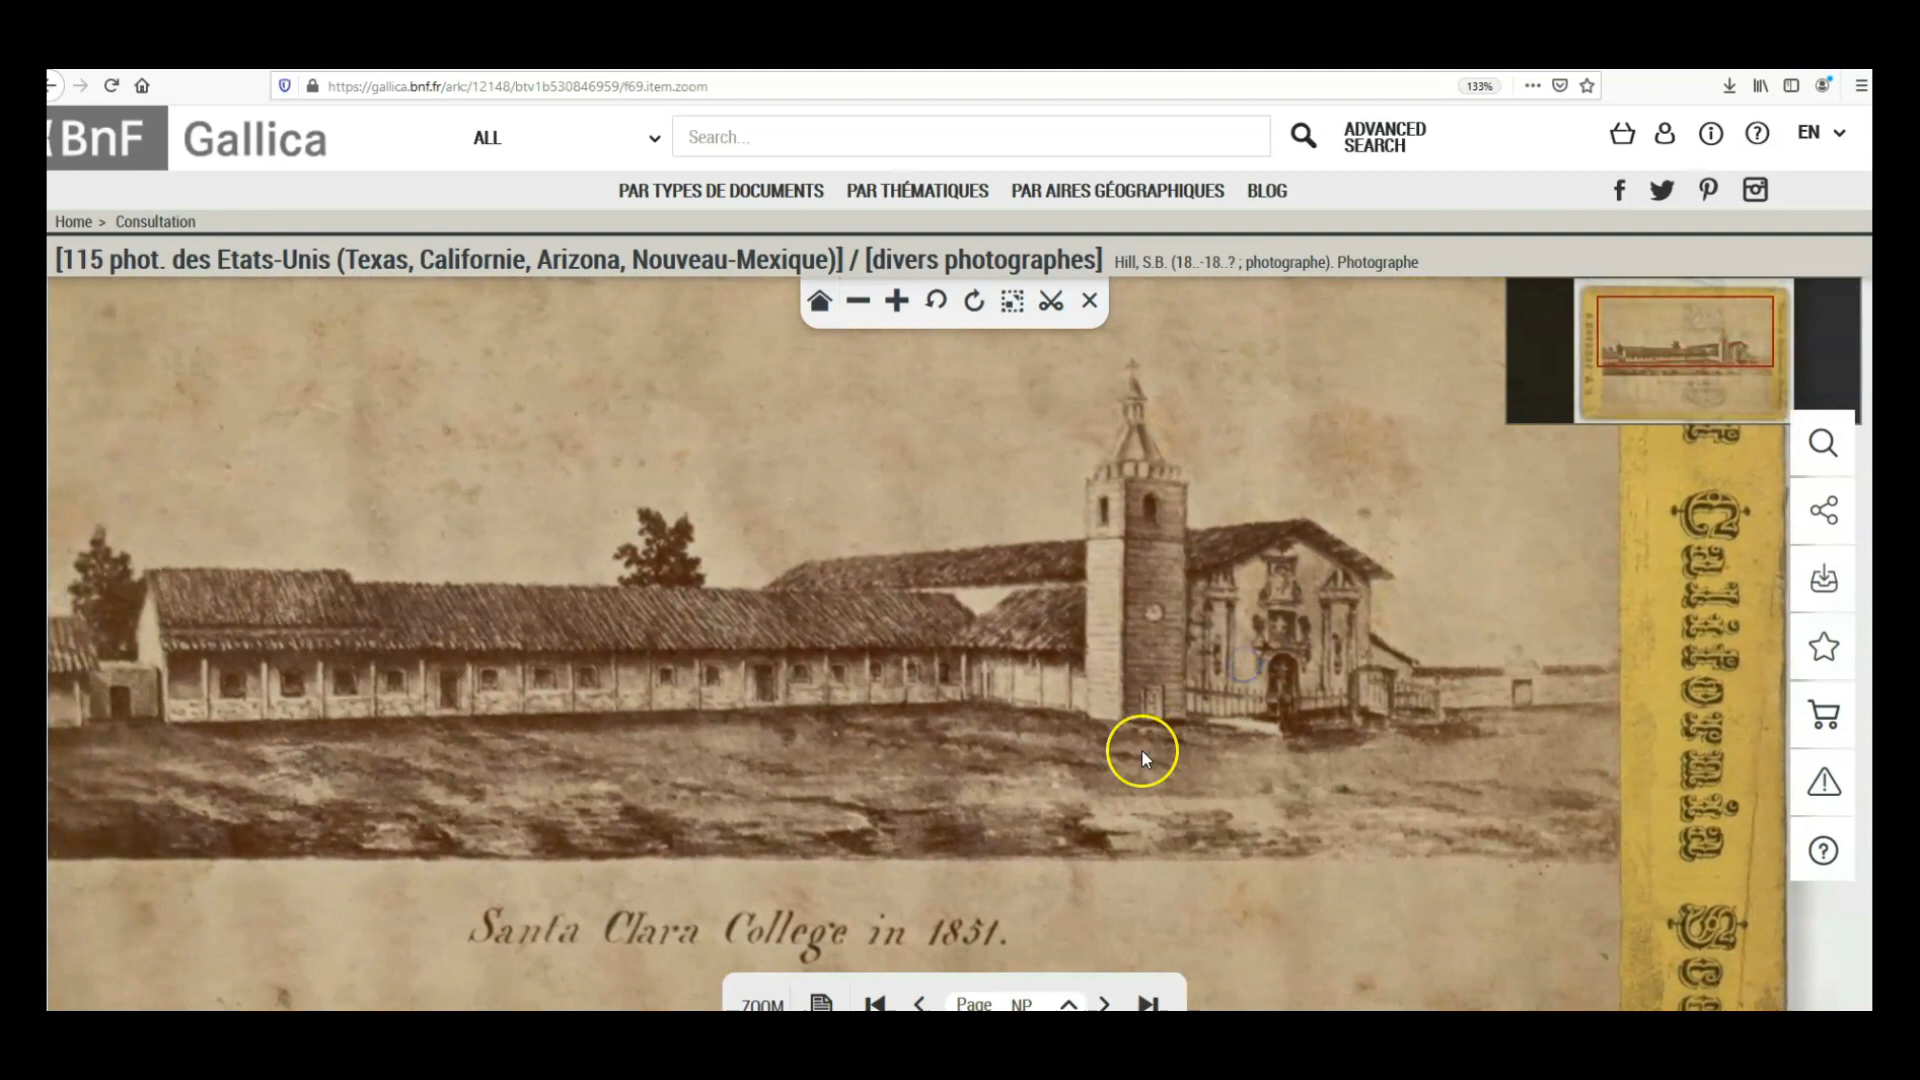 https://gallica.bnf.fr/ark:/12148/btv1b530846959/f69.item.zoom
133%
BnF Gallica
ALL
Search...
ADVANCED
SEARCH
EN
PAR TYPES DE DOCUMENTS PAR THÉMATIQUES PAR AIRES GÉOGRAPHIQUES BLOG
Home > Consultation
[115 phot. des Etats-Unis (Texas, Californie, Arizona, Nouveau-Mexique)] / [divers photographes] Hill, S.B. (18..-18..? ; photographe). Photographe
California
Santa Clara College in 1851.
ZOOM
Page NP